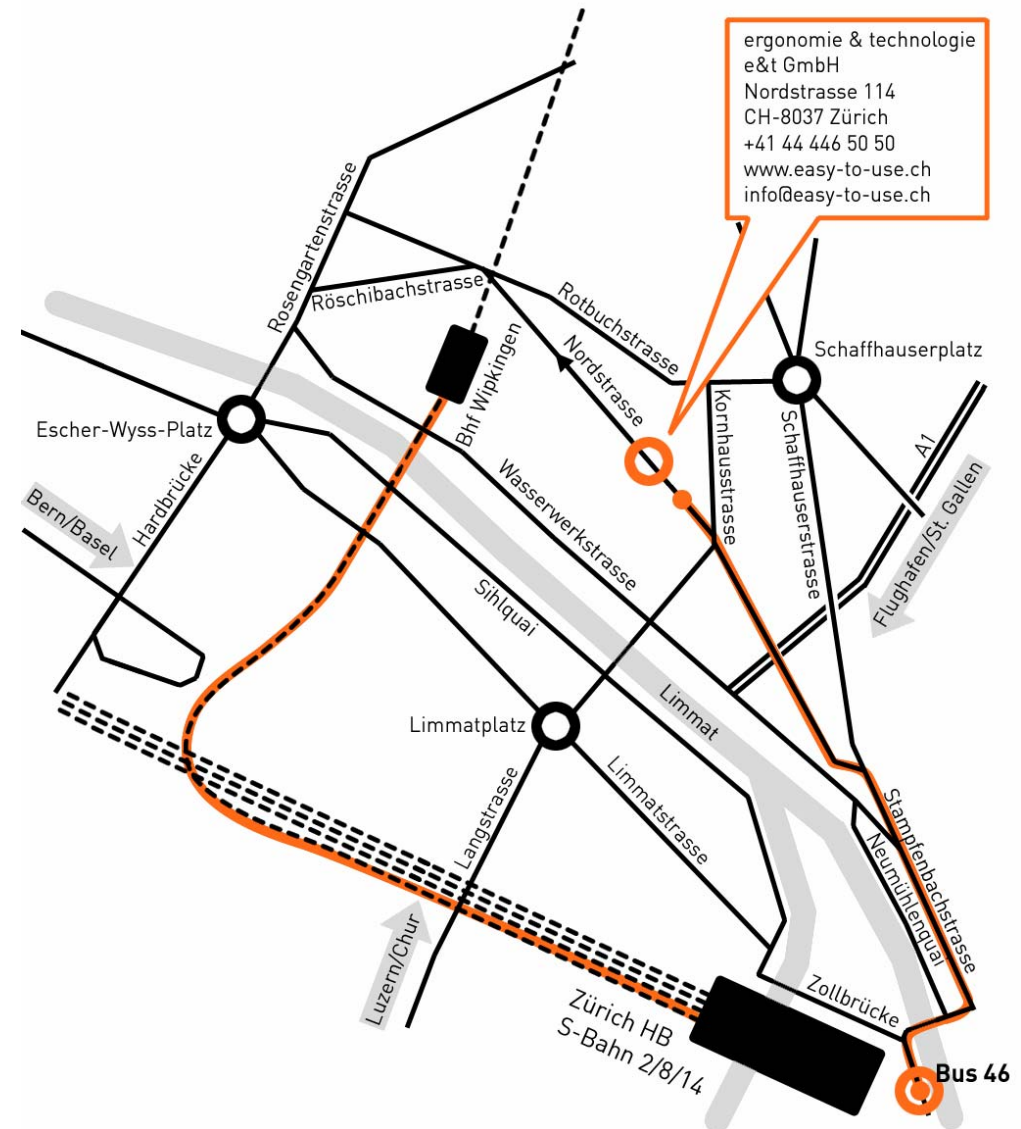 ergonomie & technologie
e&t GmbH
Nordstrasse 114
CH-8037 Zürich
+41 44 446 50 50
www.easy-to-use.ch
info@easy-to-use.ch
Rosengartenstrasse
Röschibachstrasse
Rotbuchstrasse
Nordstrasse
Schaffhauserplatz
Bhf Wipkingen
Kornhausstrasse
Schaffhauserstrasse
A1
Flughafen/St. Gallen
Escher-Wyss-Platz
Hardbrücke
Bern/Basel
Wasserwerkstrasse
Sihlquai
Limmat
Limmatplatz
Limmatstrasse
Langstrasse
Stampfenbachstrasse
Neumühlenquai
Luzern/Chur
Zollbrücke
Zürich HB
S-Bahn 2/8/14
Bus 46